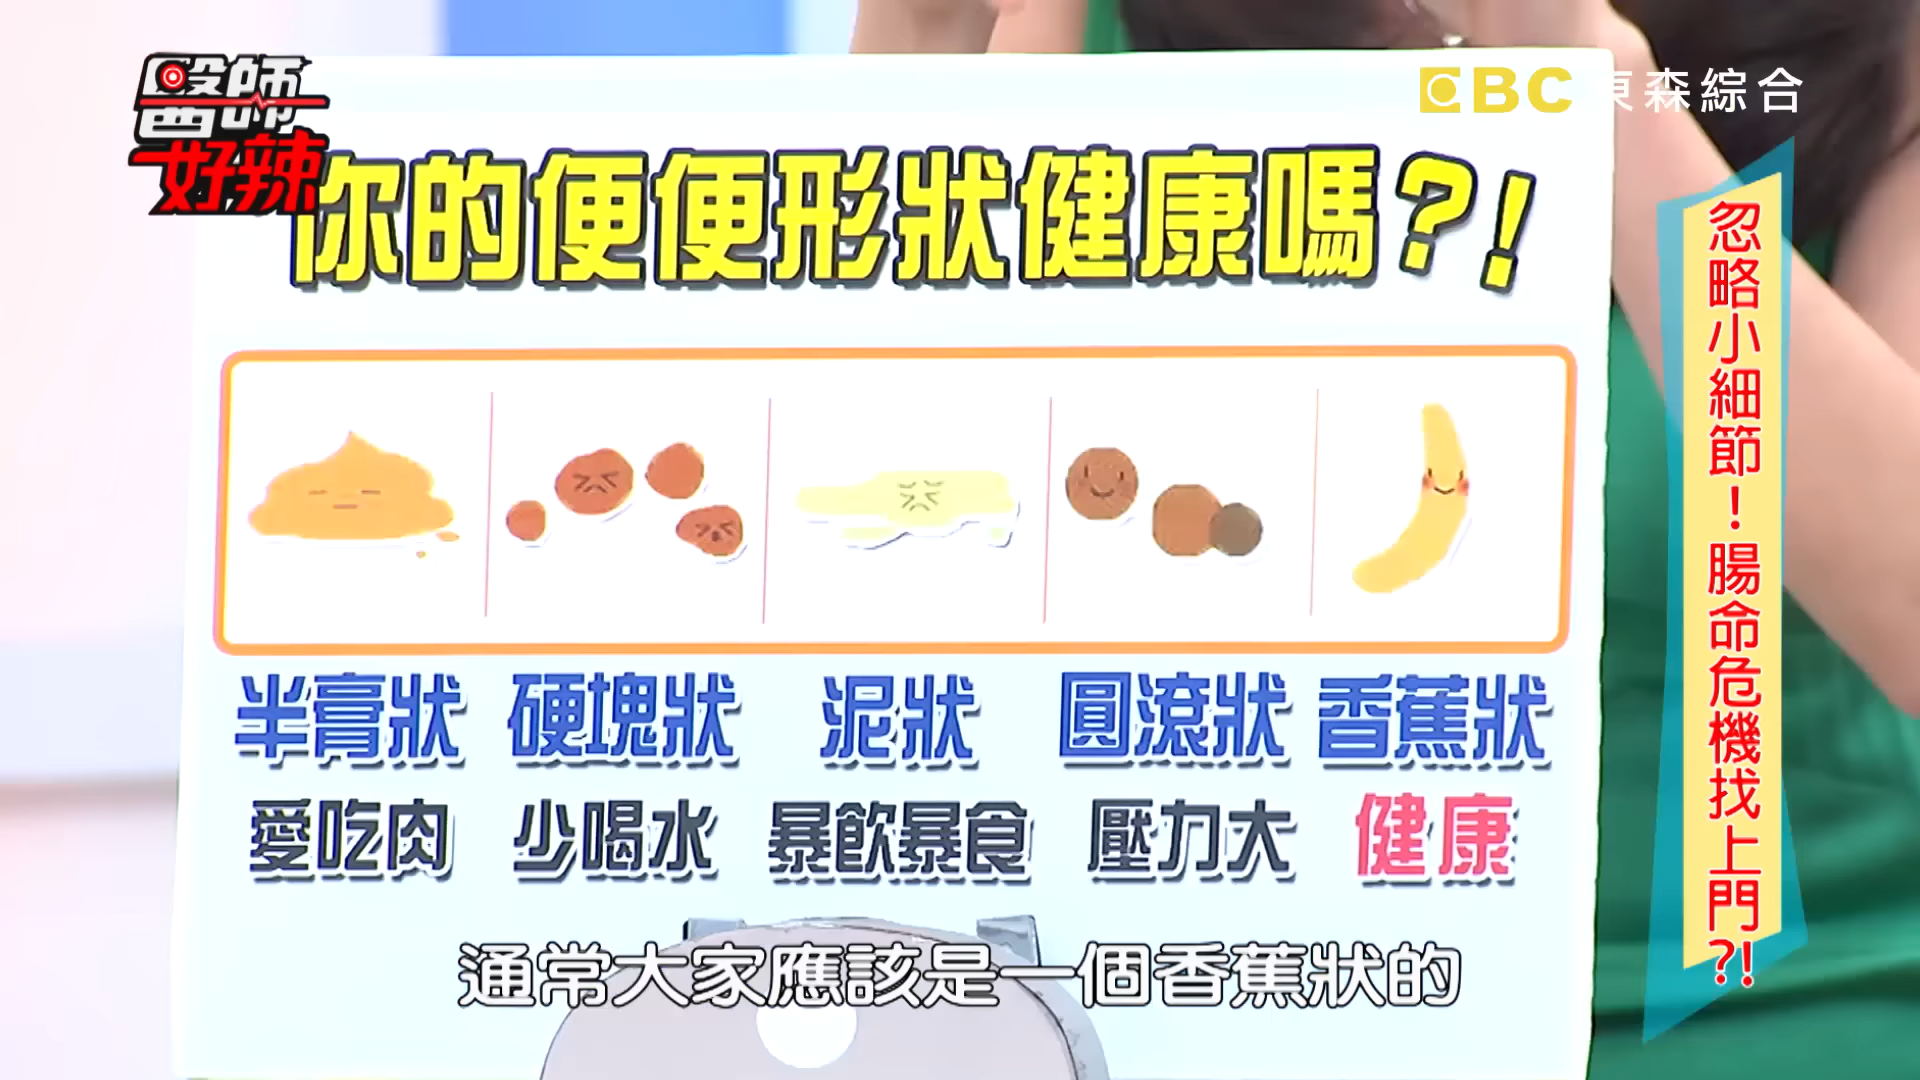 醫師
好辣
EBC 東森綜合
你的便便形狀健康嗎?!
半膏狀 硬塊狀 泥狀 圓滾狀 香蕉狀
愛吃肉 少喝水 暴飲暴食 壓力大 健康
通常大家應該是一個香蕉狀的
忽略小細節！腸命危機找上門?!